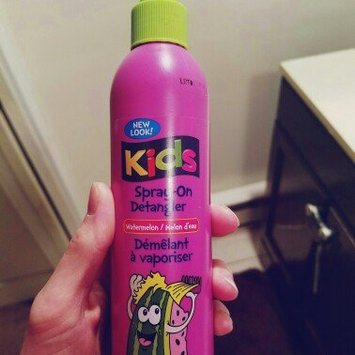 NEW
LOOK!
Kids
Spray-On
Detangler
Watermelon / Melon d'eau
Démêlant
à vaporiser